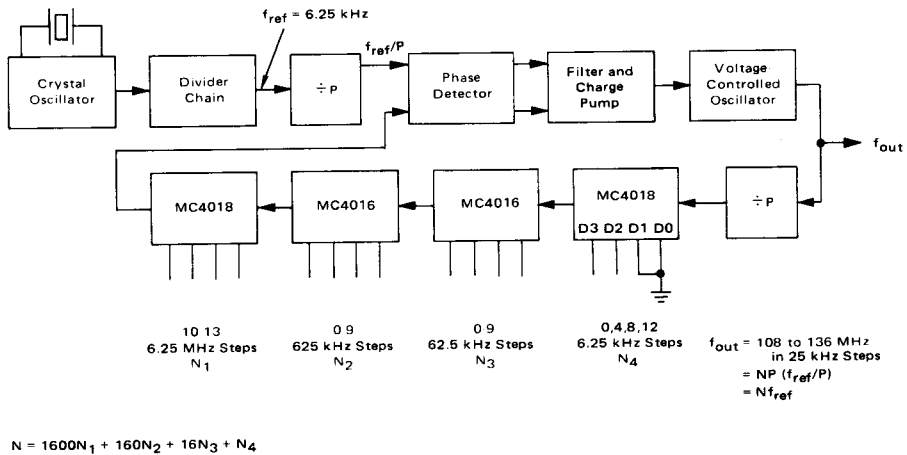 f_ref = 6.25 kHz
f_ref/P
Crystal
Oscillator
Divider
Chain
÷P
Phase
Detector
Filter and
Charge
Pump
Voltage
Controlled
Oscillator
f_out
MC4018
MC4016
MC4016
MC4018
D3 D2 D1 D0
÷P
10 13
6.25 MHz Steps
N₁
0 9
625 kHz Steps
N₂
0 9
62.5 kHz Steps
N₃
0,4,8,12
6.25 kHz Steps
N₄
f_out = 108 to 136 MHz
in 25 kHz Steps
= NP (f_ref/P)
= Nf_ref
N = 1600N₁ + 160N₂ + 16N₃ + N₄